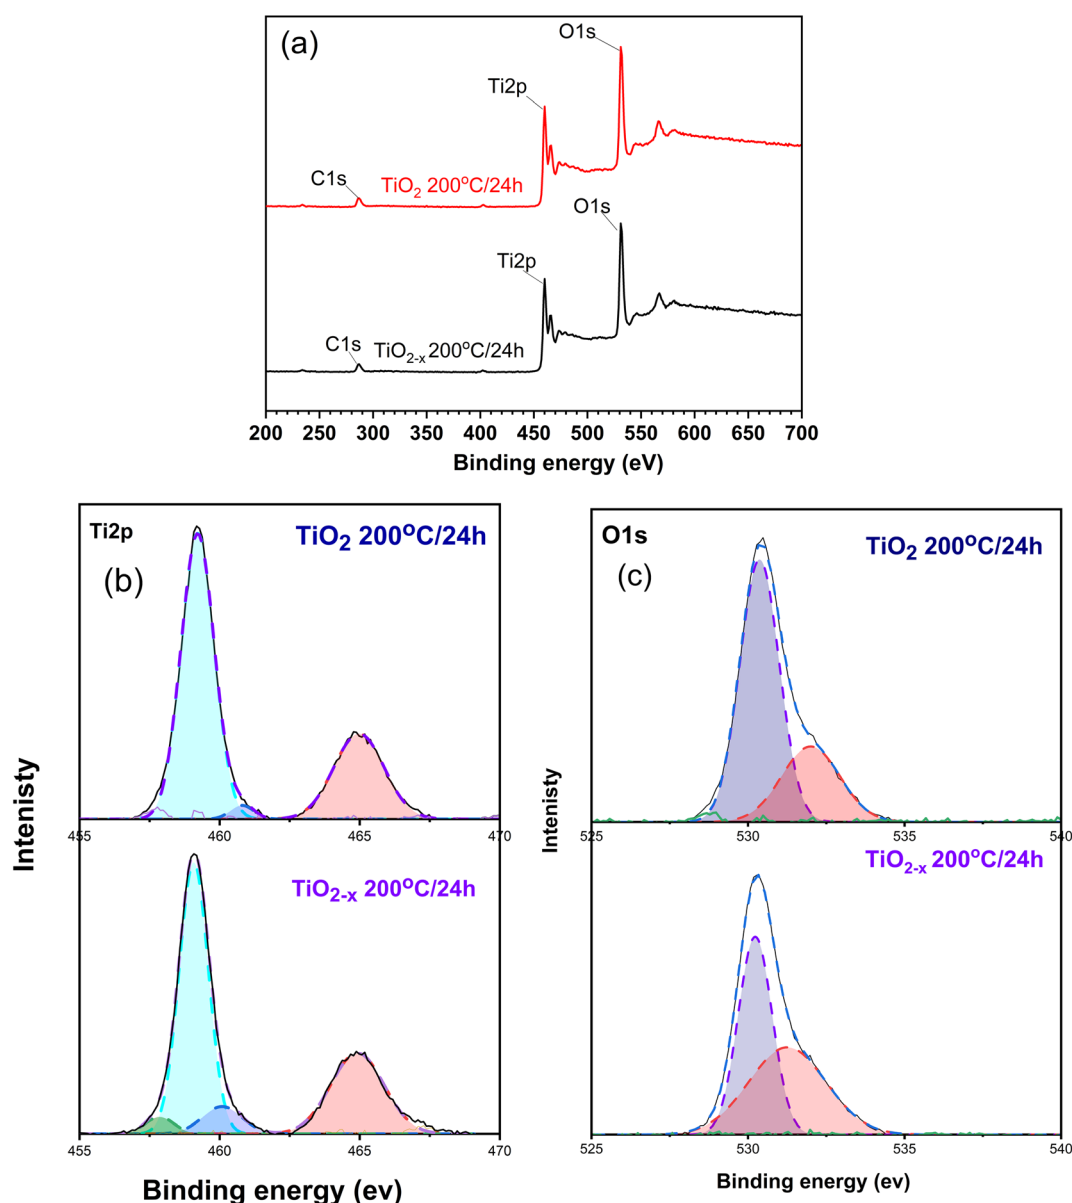 (a)
O1s
Ti2p
C1s
TiO2 200oC/24h
O1s
Ti2p
C1s
TiO2-x 200oC/24h
200 250 300 350 400 450 500 550 600 650 700
Binding energy (eV)
Ti2p
TiO2 200oC/24h
(b)
455 460 465 470
TiO2-x 200oC/24h
455 460 465 470
Intenisty
Binding energy (ev)
O1s
TiO2 200oC/24h
(c)
525 530 535 540
TiO2-x 200oC/24h
525 530 535 540
Intenisty
Binding energy (ev)